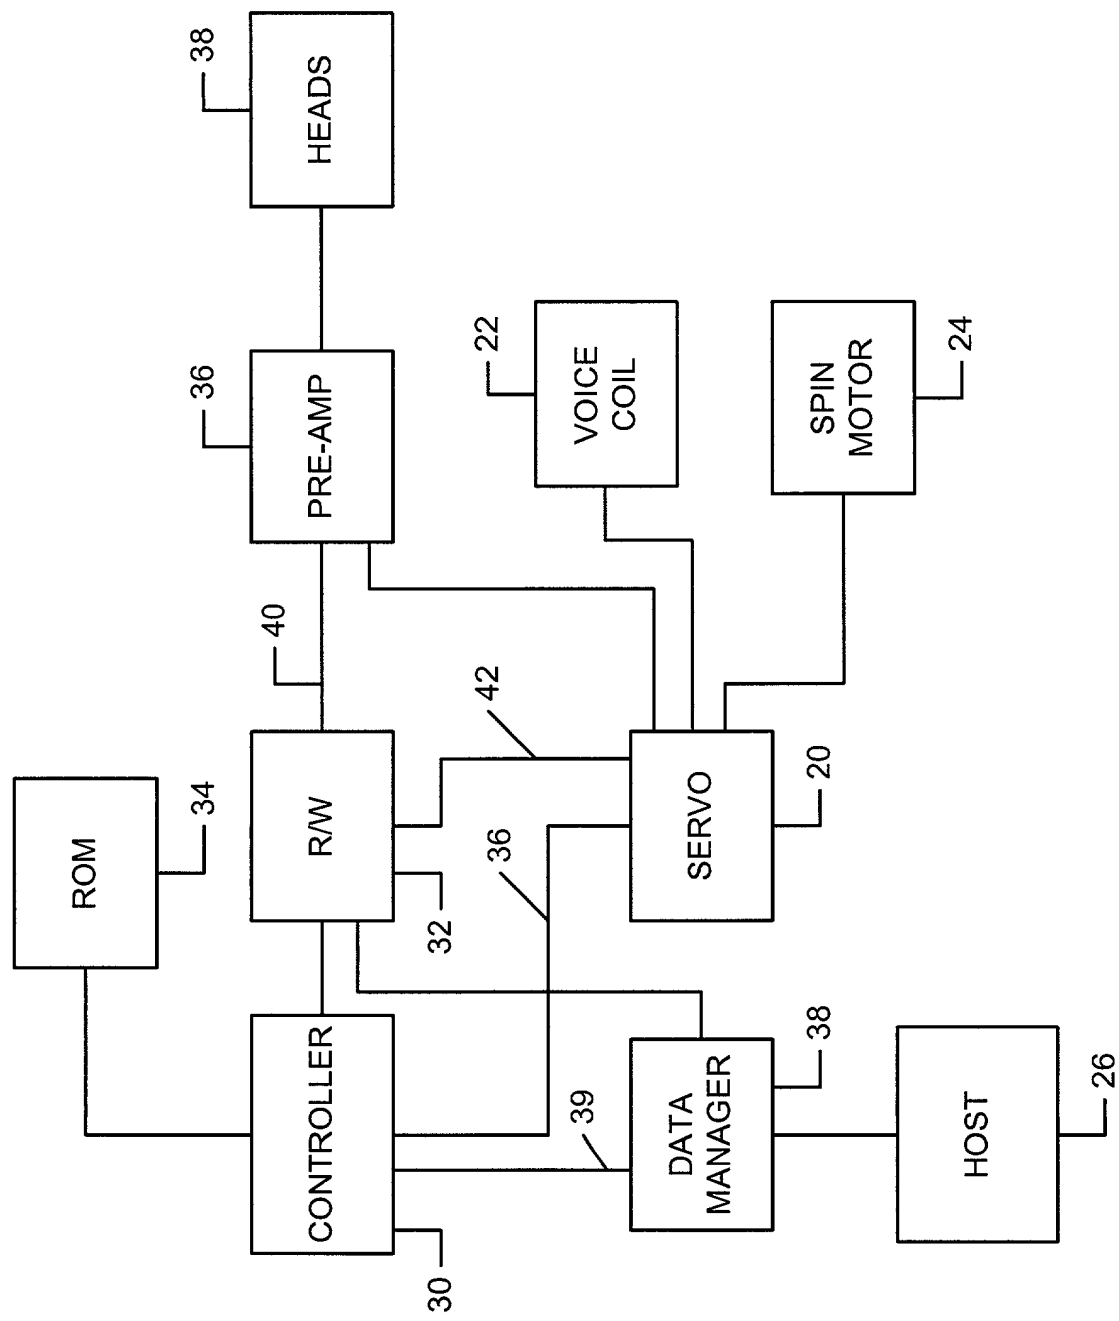 ROM
34
CONTROLLER
30
R/W
32
40
PRE-AMP
36
HEADS
38
39
36
42
DATA
MANAGER
38
SERVO
20
VOICE
COIL
22
HOST
26
SPIN
MOTOR
24